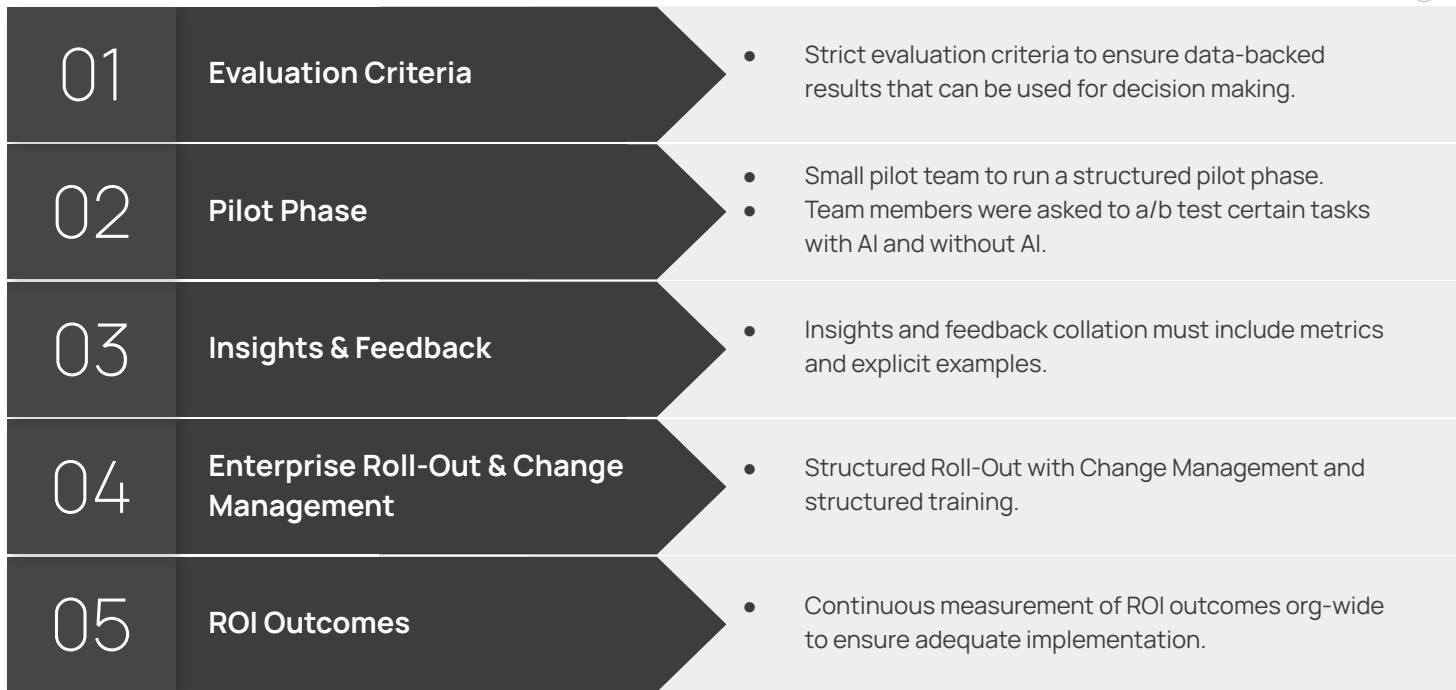 01
Evaluation Criteria
● Strict evaluation criteria to ensure data-backed
results that can be used for decision making.
02
Pilot Phase
● Small pilot team to run a structured pilot phase.
● Team members were asked to a/b test certain tasks
with AI and without AI.
03
Insights & Feedback
● Insights and feedback collation must include metrics
and explicit examples.
04
Enterprise Roll-Out & Change
Management
● Structured Roll-Out with Change Management and
structured training.
05
ROI Outcomes
● Continuous measurement of ROI outcomes org-wide
to ensure adequate implementation.